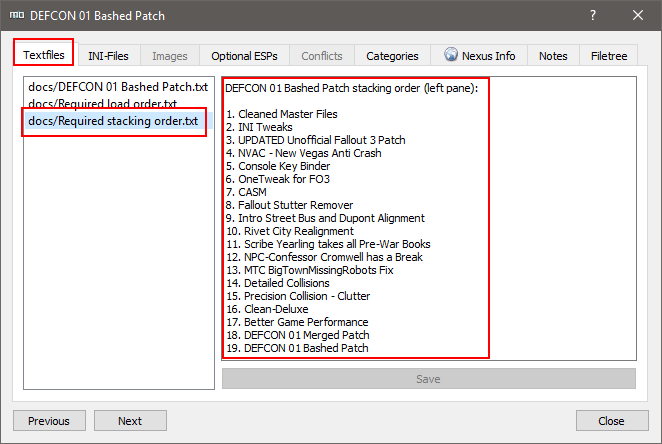 DEFCON 01 Bashed Patch
Textfiles
INI-Files
Images
Optional ESPs
Conflicts
Categories
Nexus Info
Notes
Filetree
docs/DEFCON 01 Bashed Patch.txt
docs/Required load order.txt
docs/Required stacking order.txt
DEFCON 01 Bashed Patch stacking order (left pane):
1. Cleaned Master Files
2. INI Tweaks
3. UPDATED Unofficial Fallout 3 Patch
4. NVAC - New Vegas Anti Crash
5. Console Key Binder
6. OneTweak for FO3
7. CASM
8. Fallout Stutter Remover
9. Intro Street Bus and Dupont Alignment
10. Rivet City Realignment
11. Scribe Yearling takes all Pre-War Books
12. NPC-Confessor Cromwell has a Break
13. MTC BigTownMissingRobots Fix
14. Detailed Collisions
15. Precision Collision - Clutter
16. Clean-Deluxe
17. Better Game Performance
18. DEFCON 01 Merged Patch
19. DEFCON 01 Bashed Patch
Save
Previous
Next
Close